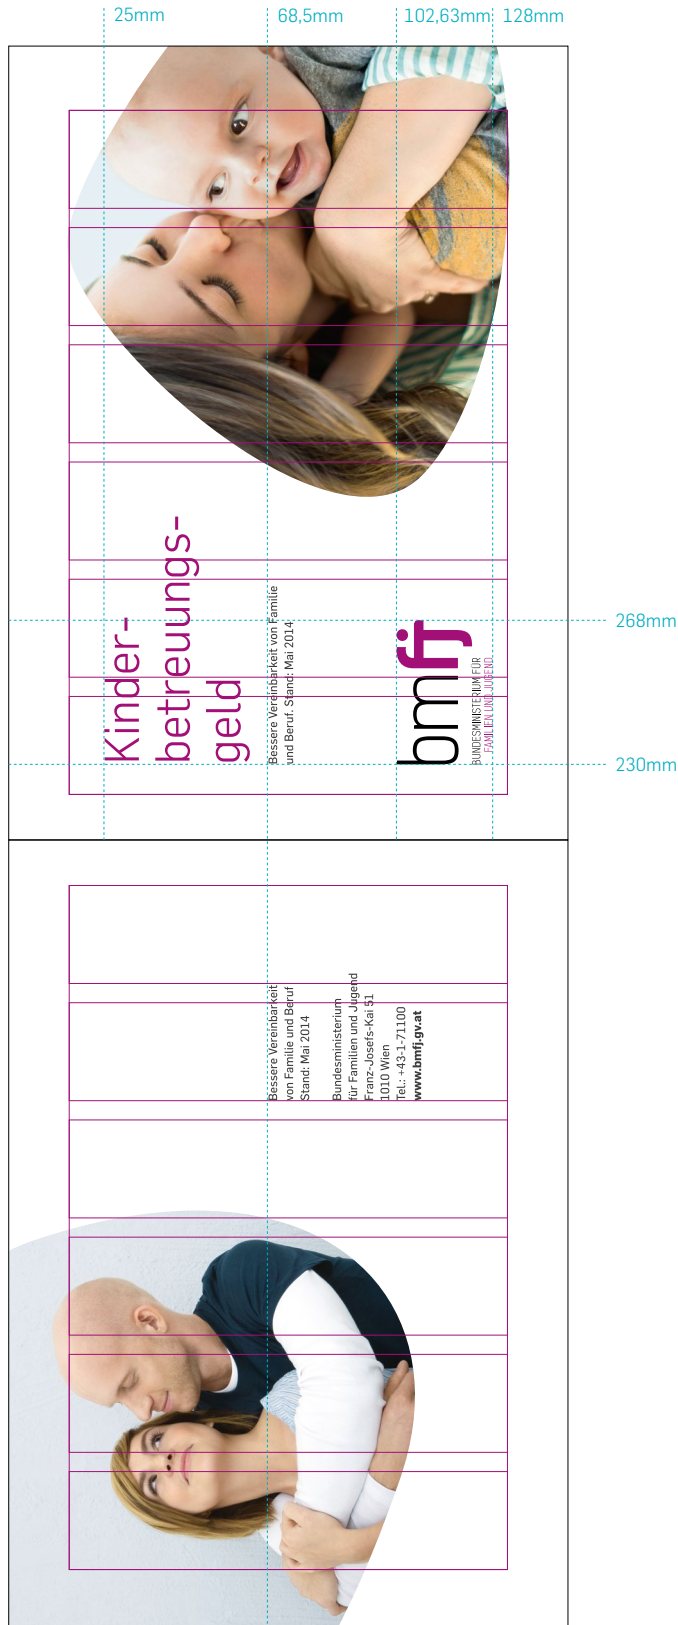 25mm
68,5mm
102,63mm
128mm
268mm
230mm
Kinder-
betreuungs-
geld
Bessere Vereinbarkeit von Familie
und Beruf. Stand: Mai 2014
bmfj
BUNDESMINISTERIUM FÜR
FAMILIEN UND JUGEND
Bessere Vereinbarkeit
von Familie und Beruf
Stand: Mai 2014
Bundesministerium
für Familien und Jugend
Franz-Josefs-Kai 51
1010 Wien
Tel.: +43-1-71100
www.bmfj.gv.at